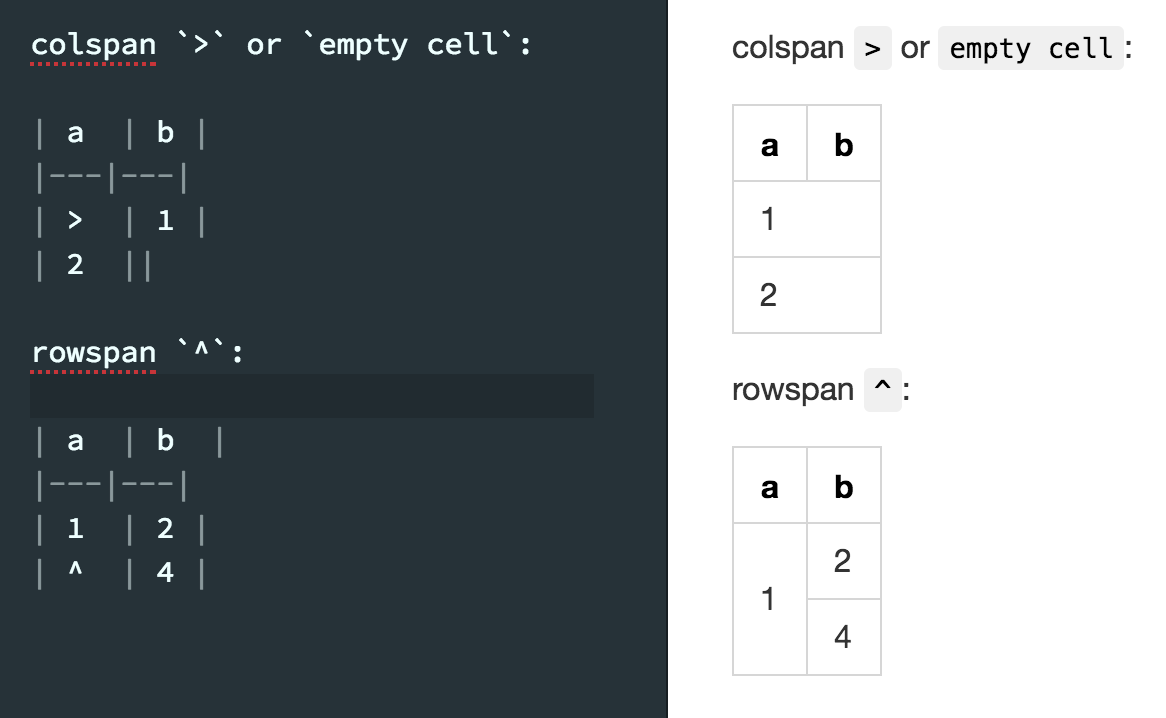 colspan `>` or `empty cell`:
| a  | b |
|---|---|
| >  | 1 |
| 2  ||
rowspan `^`:
| a  | b  |
|---|---|
| 1  | 2 |
| ^  | 4 |
colspan > or empty cell:
a b
1
2
rowspan ^:
a b
1
2
4